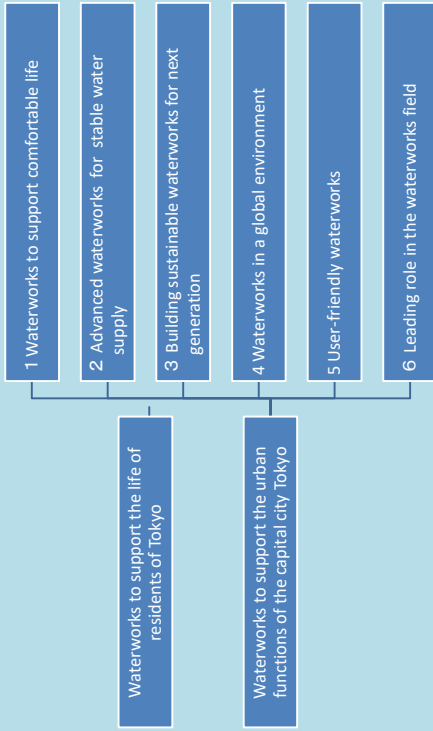 Waterworks to support the life of
residents of Tokyo
Waterworks to support the urban
functions of the capital city Tokyo
1 Waterworks to support comfortable life
2 Advanced waterworks for stable water
supply
3 Building sustainable waterworks for next
generation
4 Waterworks in a global environment
5 User-friendly waterworks
6 Leading role in the waterworks field